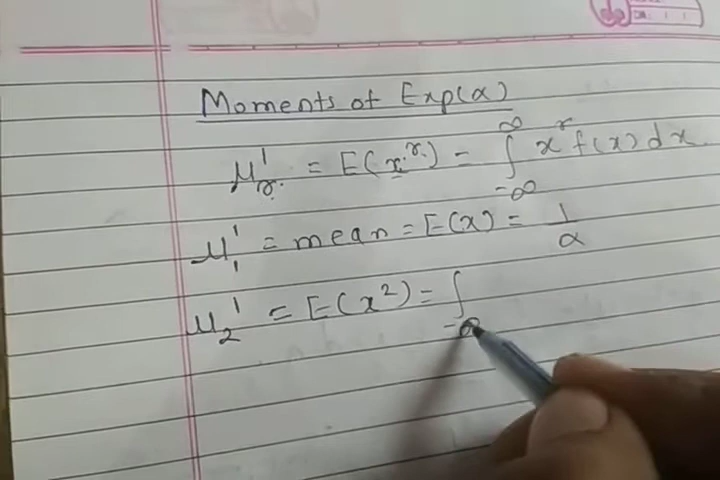 Moments of Exp(α)
μ'r = E(x^r) = ∫_{-∞}^{∞} x^r f(x) dx
μ'1 = mean = E(x) = 1/α
μ'2 = E(x²) = ∫_{-∞}